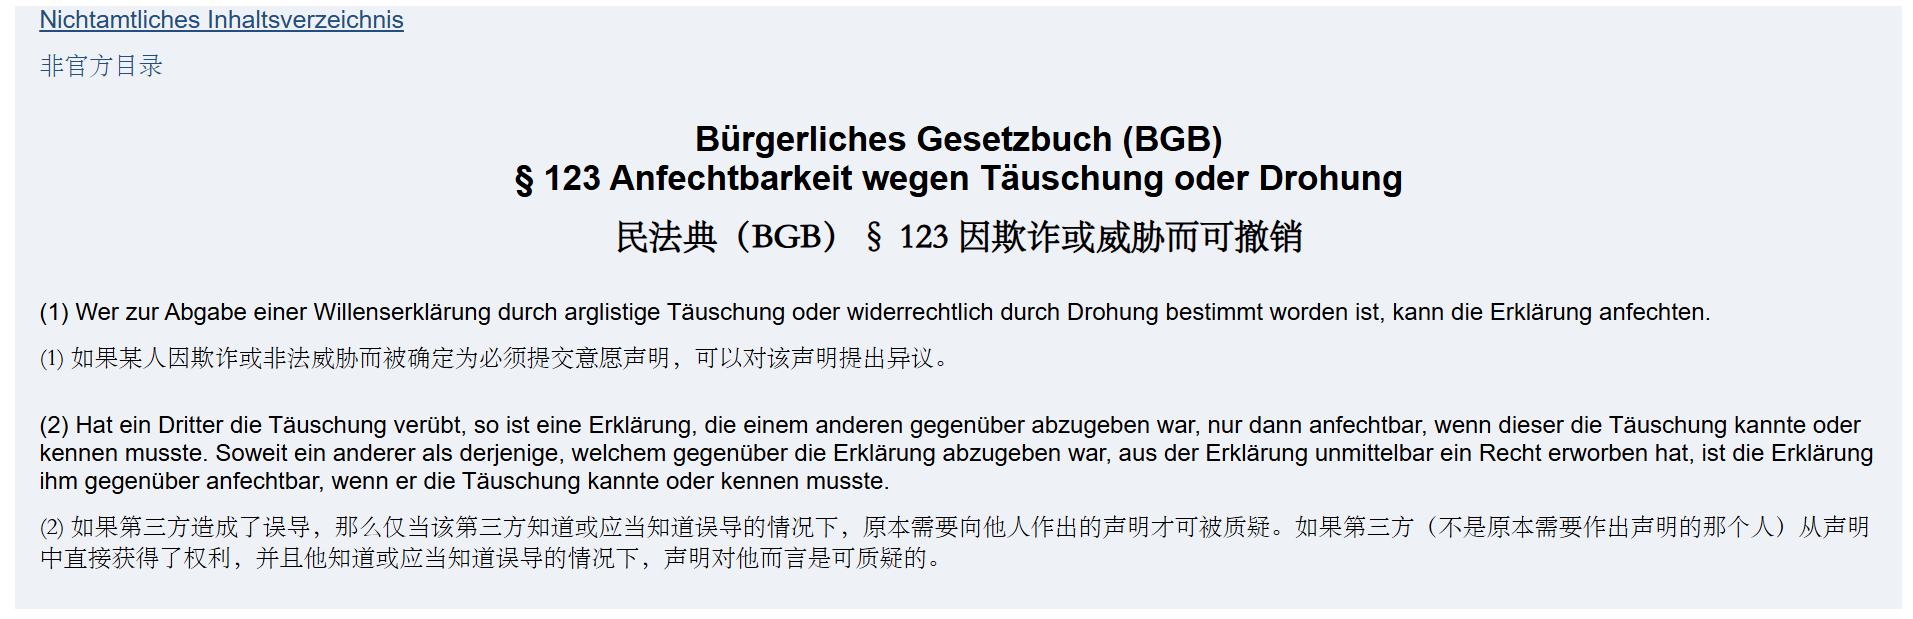 Nichtamtliches Inhaltsverzeichnis
非官方目录
Bürgerliches Gesetzbuch (BGB)
§ 123 Anfechtbarkeit wegen Täuschung oder Drohung
民法典（BGB） § 123 因欺诈或威胁而可撤销
(1) Wer zur Abgabe einer Willenserklärung durch arglistige Täuschung oder widerrechtlich durch Drohung bestimmt worden ist, kann die Erklärung anfechten.
(1) 如果某人因欺诈或非法威胁而被确定为必须提交意愿声明，可以对该声明提出异议。
(2) Hat ein Dritter die Täuschung verübt, so ist eine Erklärung, die einem anderen gegenüber abzugeben war, nur dann anfechtbar, wenn dieser die Täuschung kannte oder
kennen musste. Soweit ein anderer als derjenige, welchem gegenüber die Erklärung abzugeben war, aus der Erklärung unmittelbar ein Recht erworben hat, ist die Erklärung
ihm gegenüber anfechtbar, wenn er die Täuschung kannte oder kennen musste.
(2) 如果第三方造成了误导，那么仅当该第三方知道或应当知道误导的情况下，原本需要向他人作出的声明才可被质疑。如果第三方（不是原本需要作出声明的那个人）从声明
中直接获得了权利，并且他知道或应当知道误导的情况下，声明对他而言是可质疑的。